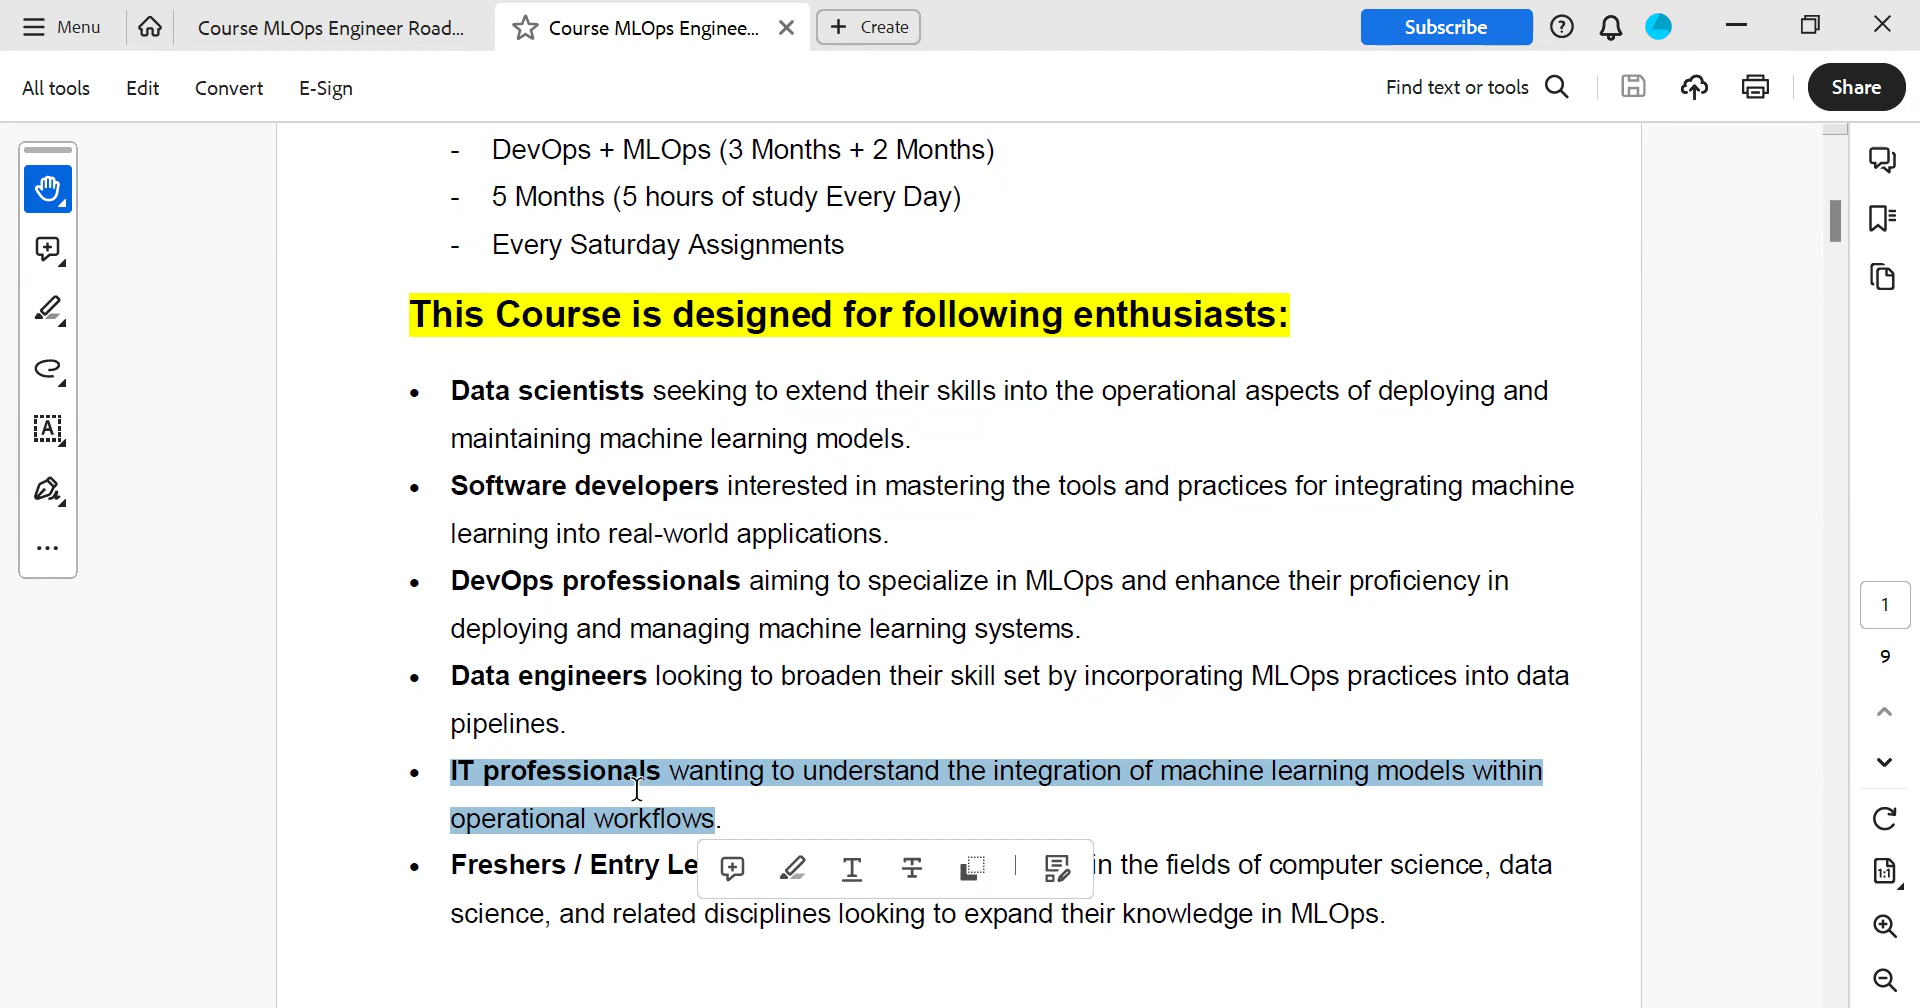 Menu
Course MLOps Engineer Road...
Course MLOps Enginee...
Create
Subscribe
All tools
Edit
Convert
E-Sign
Find text or tools
Share
- DevOps + MLOps (3 Months + 2 Months)
- 5 Months (5 hours of study Every Day)
- Every Saturday Assignments
This Course is designed for following enthusiasts:
• Data scientists seeking to extend their skills into the operational aspects of deploying and
maintaining machine learning models.
• Software developers interested in mastering the tools and practices for integrating machine
learning into real-world applications.
• DevOps professionals aiming to specialize in MLOps and enhance their proficiency in
deploying and managing machine learning systems.
• Data engineers looking to broaden their skill set by incorporating MLOps practices into data
pipelines.
• IT professionals wanting to understand the integration of machine learning models within
operational workflows.
• Freshers / Entry Le in the fields of computer science, data
science, and related disciplines looking to expand their knowledge in MLOps.
1
9